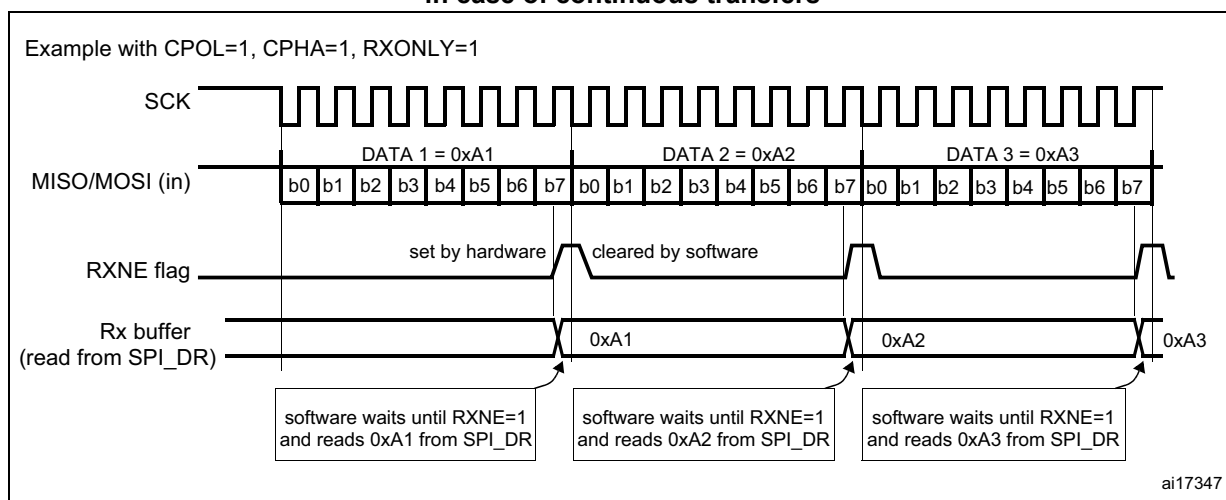 in case of continuous transfers
Example with CPOL=1, CPHA=1, RXONLY=1
SCK
DATA 1 = 0xA1 DATA 2 = 0xA2 DATA 3 = 0xA3
MISO/MOSI (in)
b0 b1 b2 b3 b4 b5 b6 b7 b0 b1 b2 b3 b4 b5 b6 b7 b0 b1 b2 b3 b4 b5 b6 b7
set by hardware cleared by software
RXNE flag
Rx buffer
(read from SPI_DR)
0xA1 0xA2 0xA3
software waits until RXNE=1
and reads 0xA1 from SPI_DR
software waits until RXNE=1
and reads 0xA2 from SPI_DR
software waits until RXNE=1
and reads 0xA3 from SPI_DR
ai17347